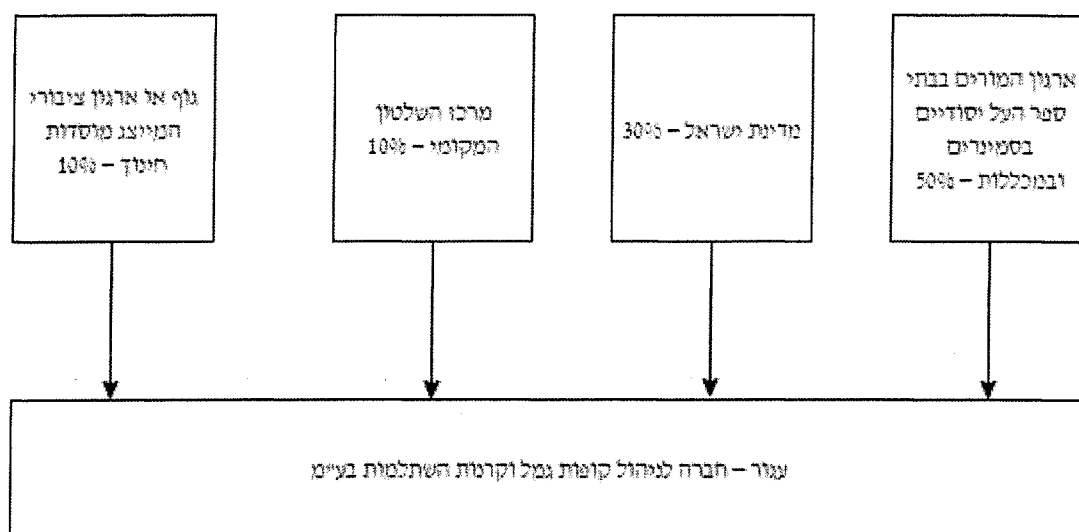 ארגון המורים בבתי
ספר העל יסודיים
בסמינרים
ובמכללות – 50%
מדינת ישראל – 30%
מרכז השלטון
המקומי – 10%
גוף או ארגון ציבורי
המייצג מוסדות
חינוך – 10%
עגור – חברה לניהול קופות גמל וקרנות השתלמות בע״מ